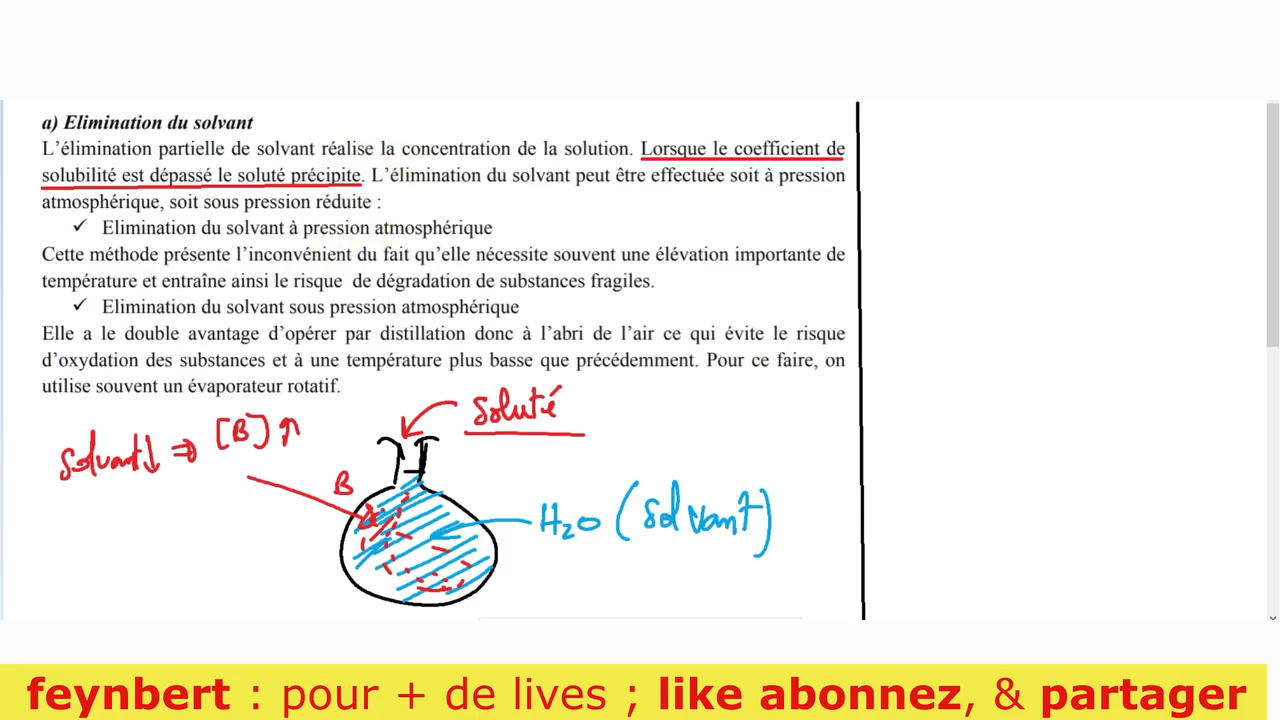 a) Elimination du solvant
L’élimination partielle de solvant réalise la concentration de la solution. Lorsque le coefficient de
solubilité est dépassé le soluté précipite. L’élimination du solvant peut être effectuée soit à pression
atmosphérique, soit sous pression réduite :
✓ Elimination du solvant à pression atmosphérique
Cette méthode présente l’inconvénient du fait qu’elle nécessite souvent une élévation importante de
température et entraîne ainsi le risque de dégradation de substances fragiles.
✓ Elimination du solvant sous pression atmosphérique
Elle a le double avantage d’opérer par distillation donc à l’abri de l’air ce qui évite le risque
d’oxydation des substances et à une température plus basse que précédemment. Pour ce faire, on
utilise souvent un évaporateur rotatif.
Soluté
Solvant↓ ⇒ [B]↑
B
H₂O (Solvant)
feynbert : pour + de lives ; like abonnez, & partager